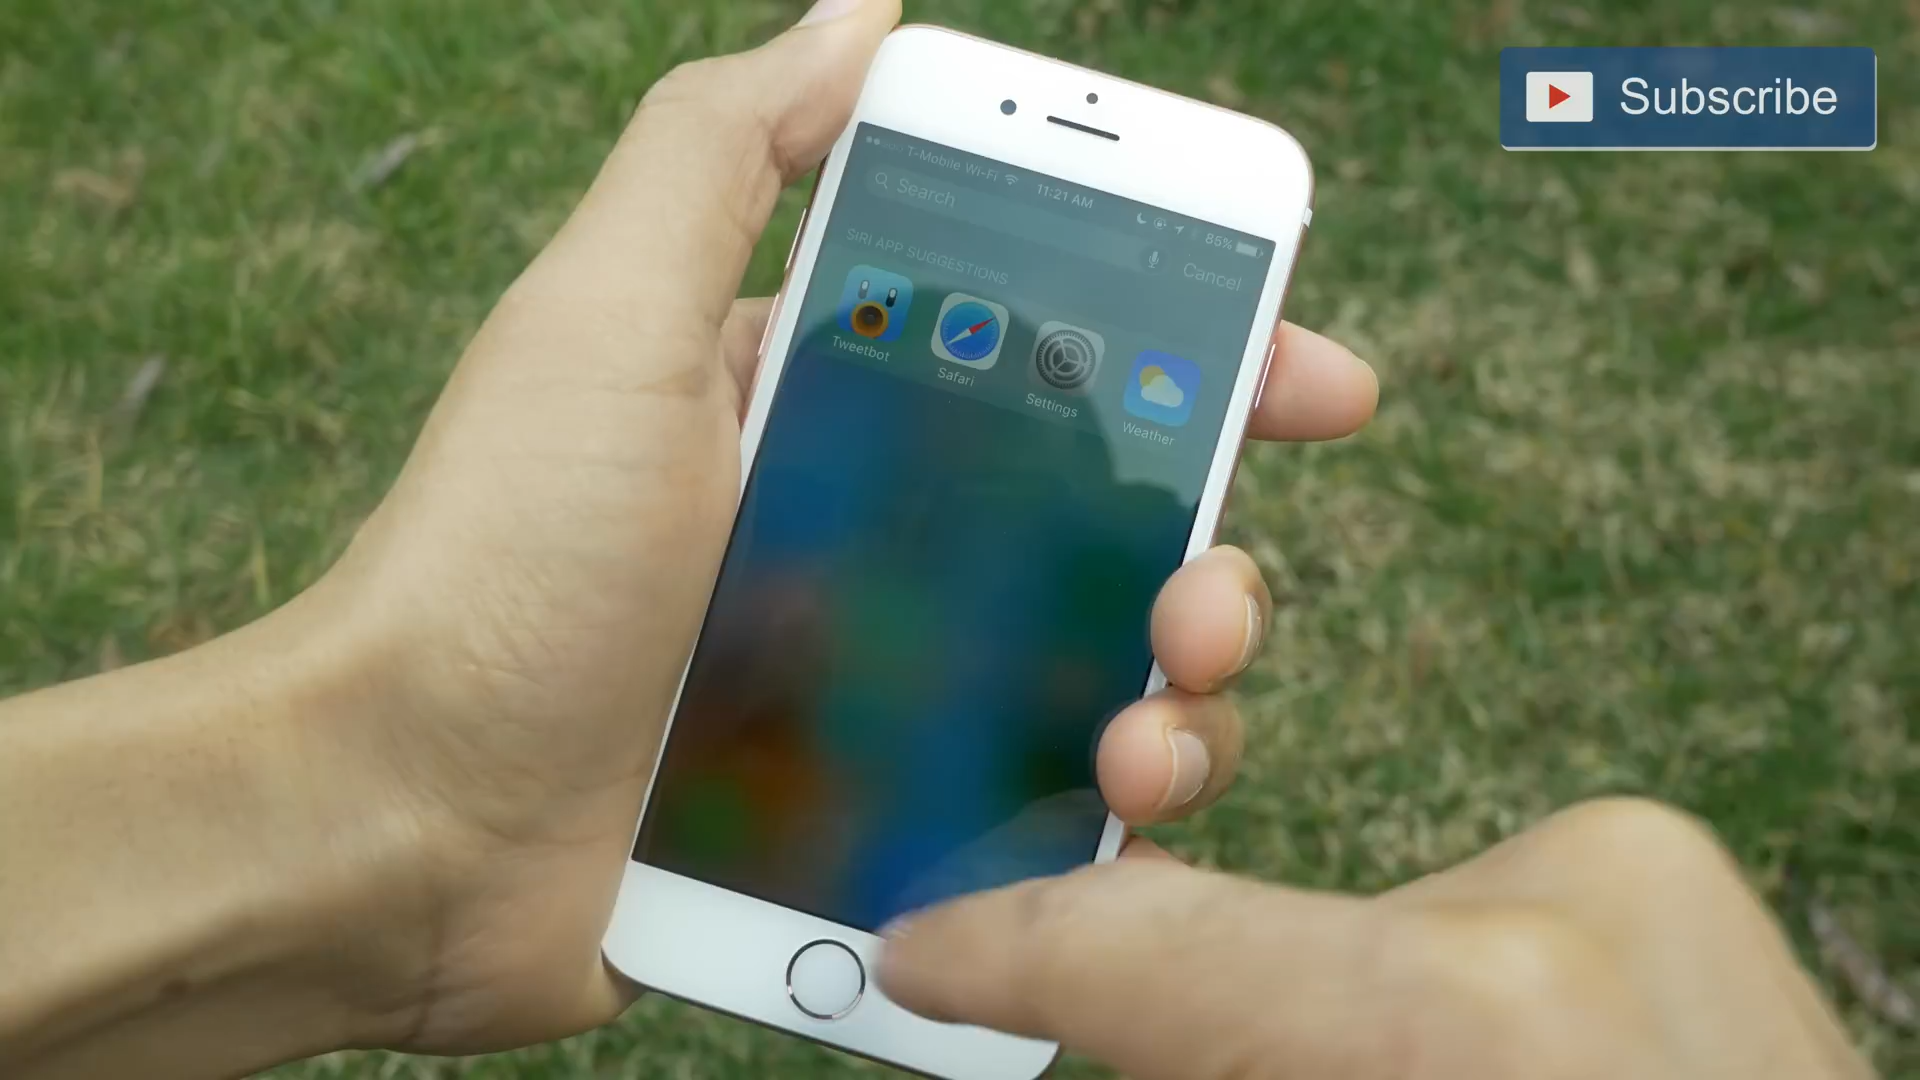 Subscribe
T-Mobile Wi-Fi 11:21 AM 85%
Search Cancel
SIRI APP SUGGESTIONS
Tweetbot Safari Settings Weather